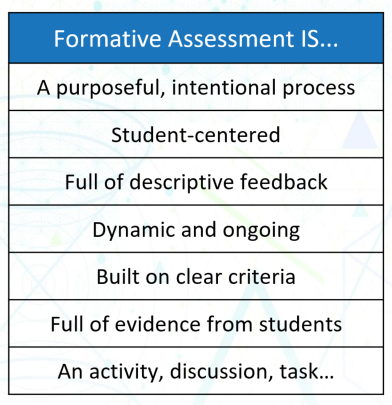 Formative Assessment IS...
A purposeful, intentional process
Student-centered
Full of descriptive feedback
Dynamic and ongoing
Built on clear criteria
Full of evidence from students
An activity, discussion, task...